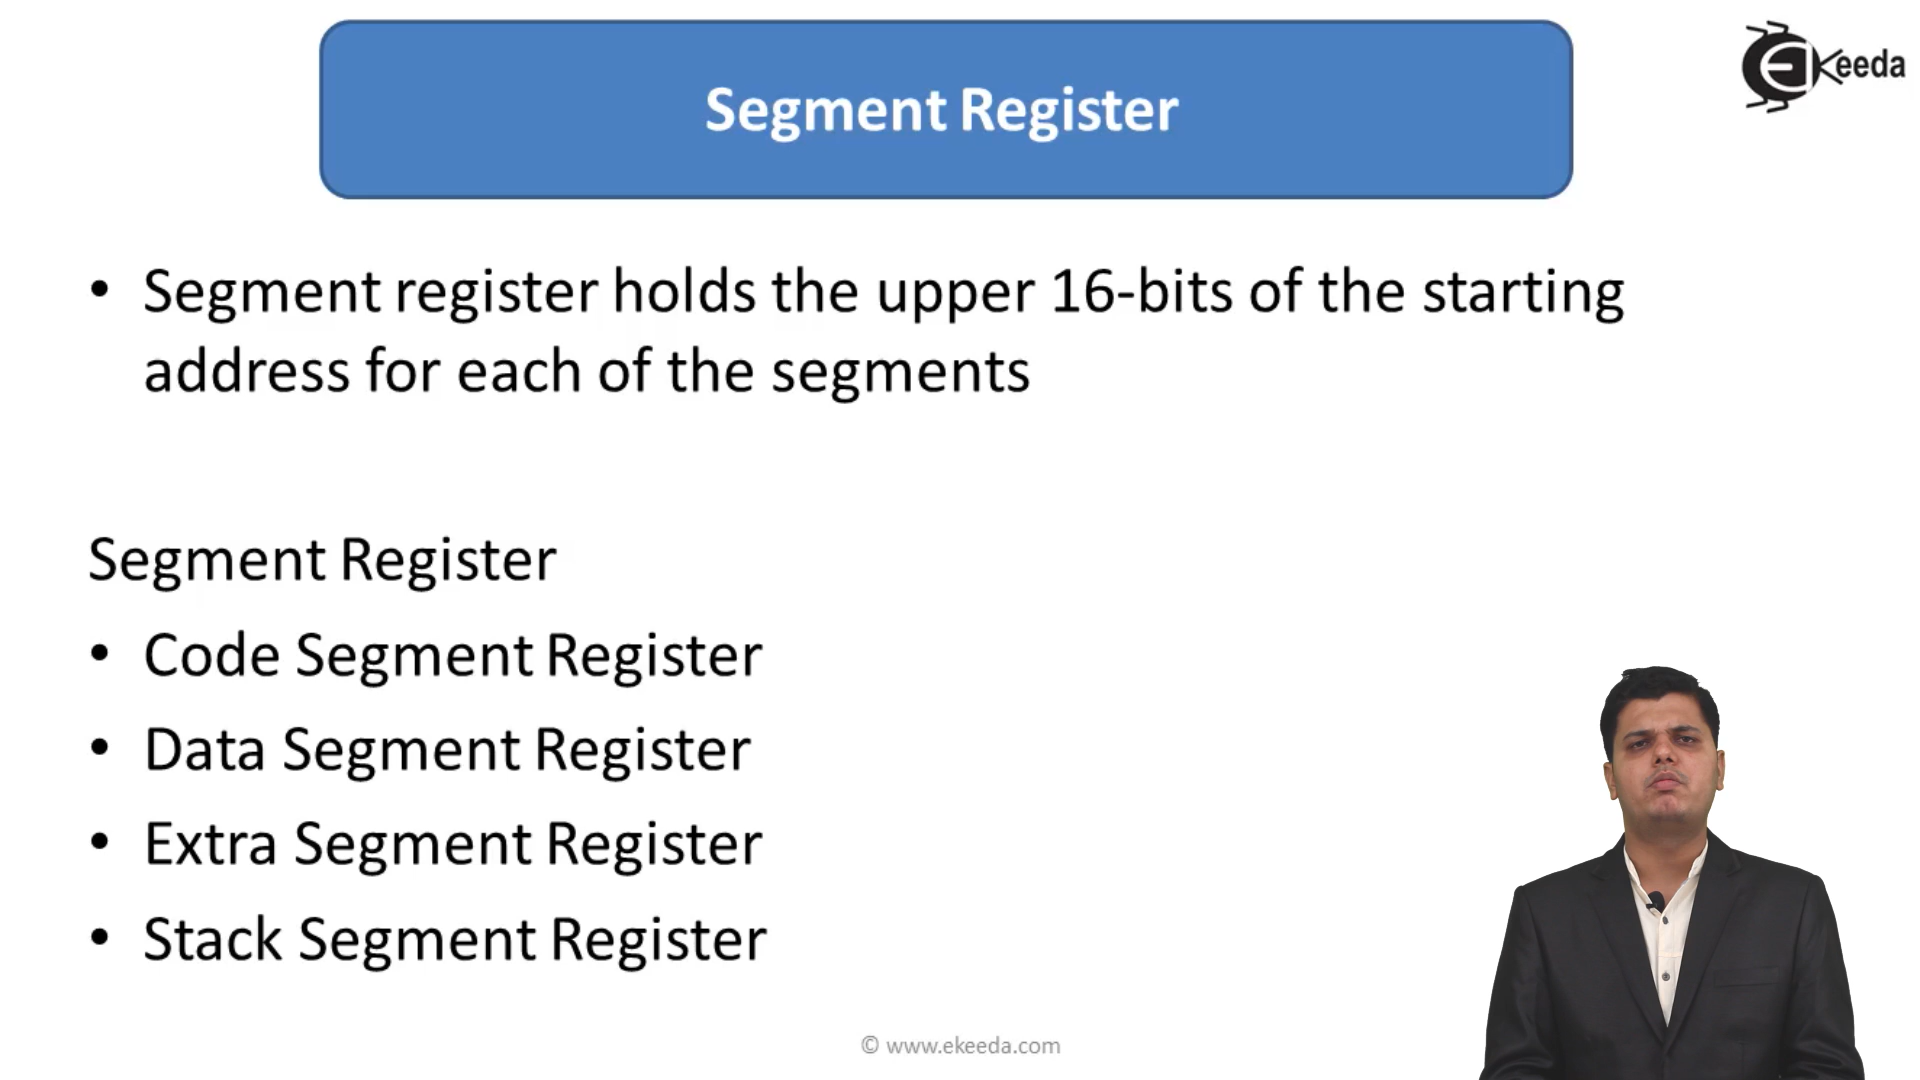 Segment Register
Ekeeda
• Segment register holds the upper 16-bits of the starting
address for each of the segments
Segment Register
• Code Segment Register
• Data Segment Register
• Extra Segment Register
• Stack Segment Register
© www.ekeeda.com